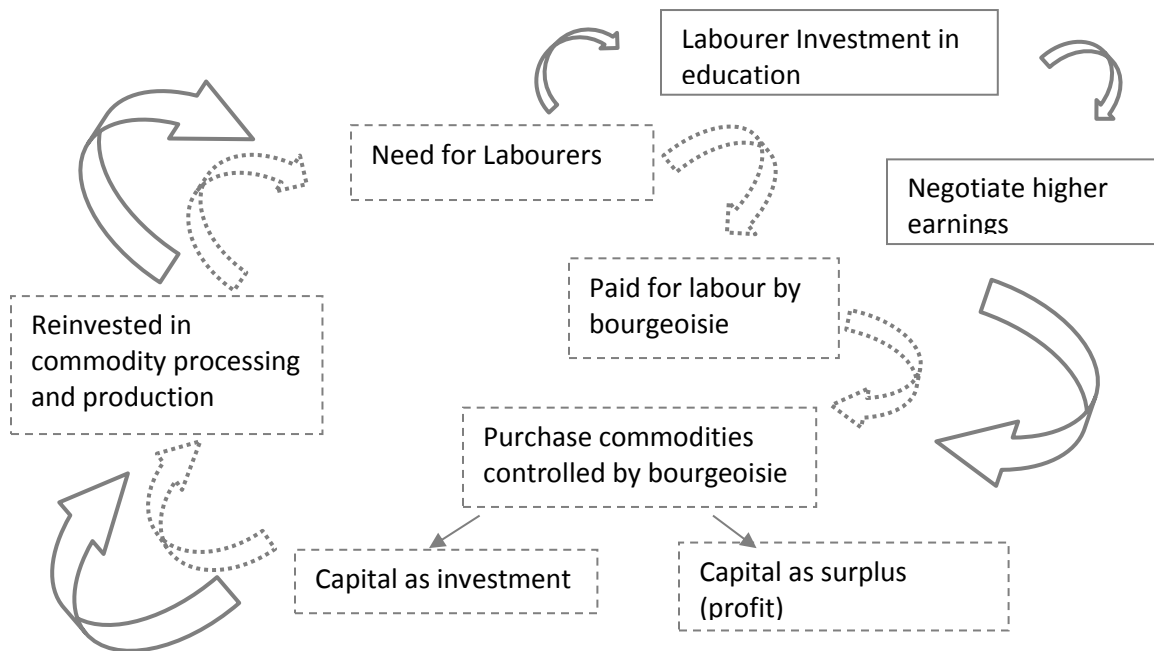 Labourer Investment in
education
Need for Labourers
Negotiate higher
earnings
Paid for labour by
bourgeoisie
Reinvested in
commodity processing
and production
Purchase commodities
controlled by bourgeoisie
Capital as investment
Capital as surplus
(profit)